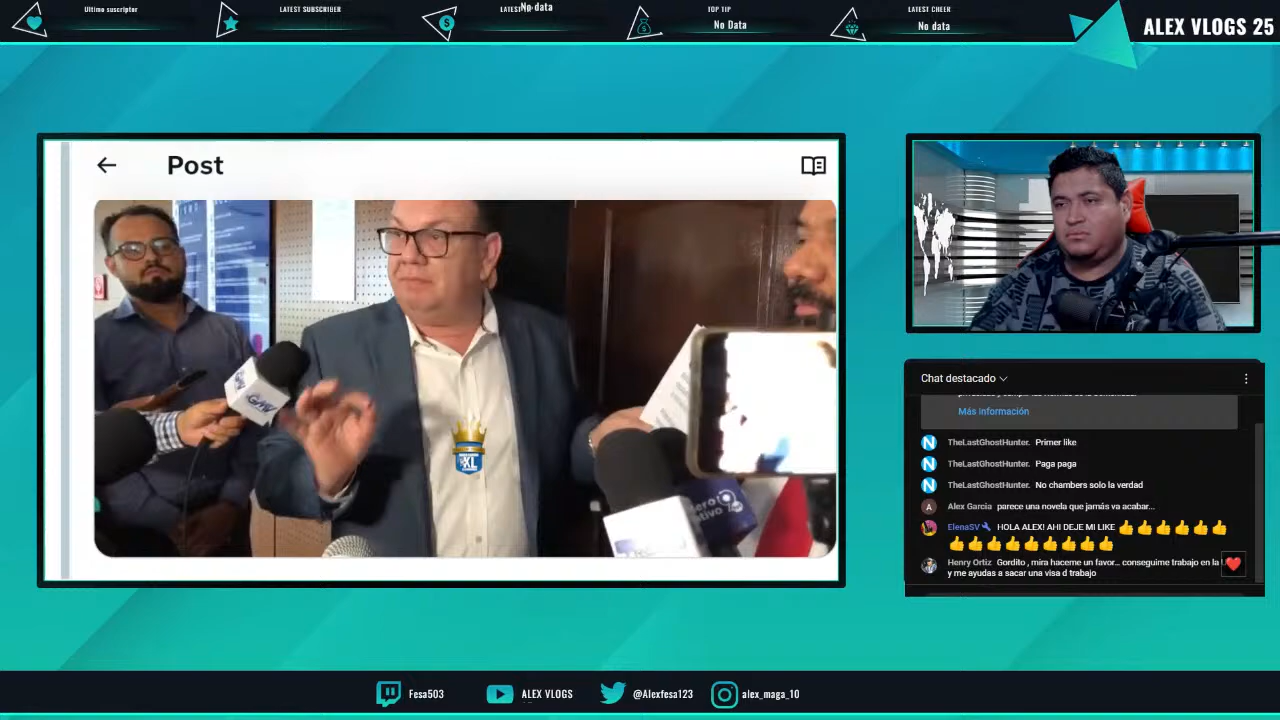 Ultimo suscriptor
LATEST SUBSCRIBER
LATEST
No data
TOP TIP
No Data
LATEST CHEER
No data
ALEX VLOGS 25
Post
XL
Chat destacado
Más información
TheLastGhostHunter. Primer like
TheLastGhostHunter. Paga paga
TheLastGhostHunter. No chambers solo la verdad
Alex Garcia parece una novela que jamás va acabar...
ElenaSV HOLA ALEX! AHI DEJE MI LIKE 👍👍👍👍👍👍
👍👍👍👍👍👍👍👍👍
Henry Ortiz Gordito , mira haceme un favor... conseguime trabajo en la
y me ayudas a sacar una visa d trabajo
Fesa503
ALEX VLOGS
@Alexfesa123
alex_maga_10